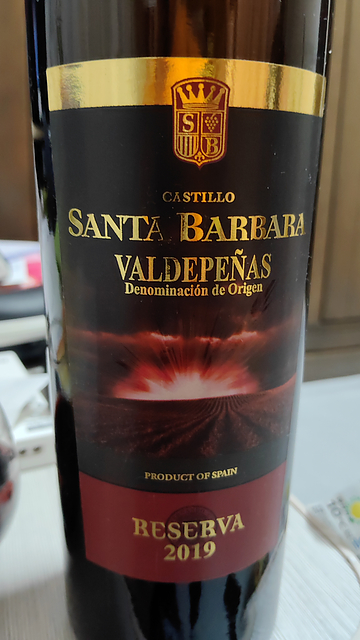 S
B
CASTILLO
SANTA BARBARA
VALDEPEÑAS
Denominación de Origen
PRODUCT OF SPAIN
RESERVA
2019